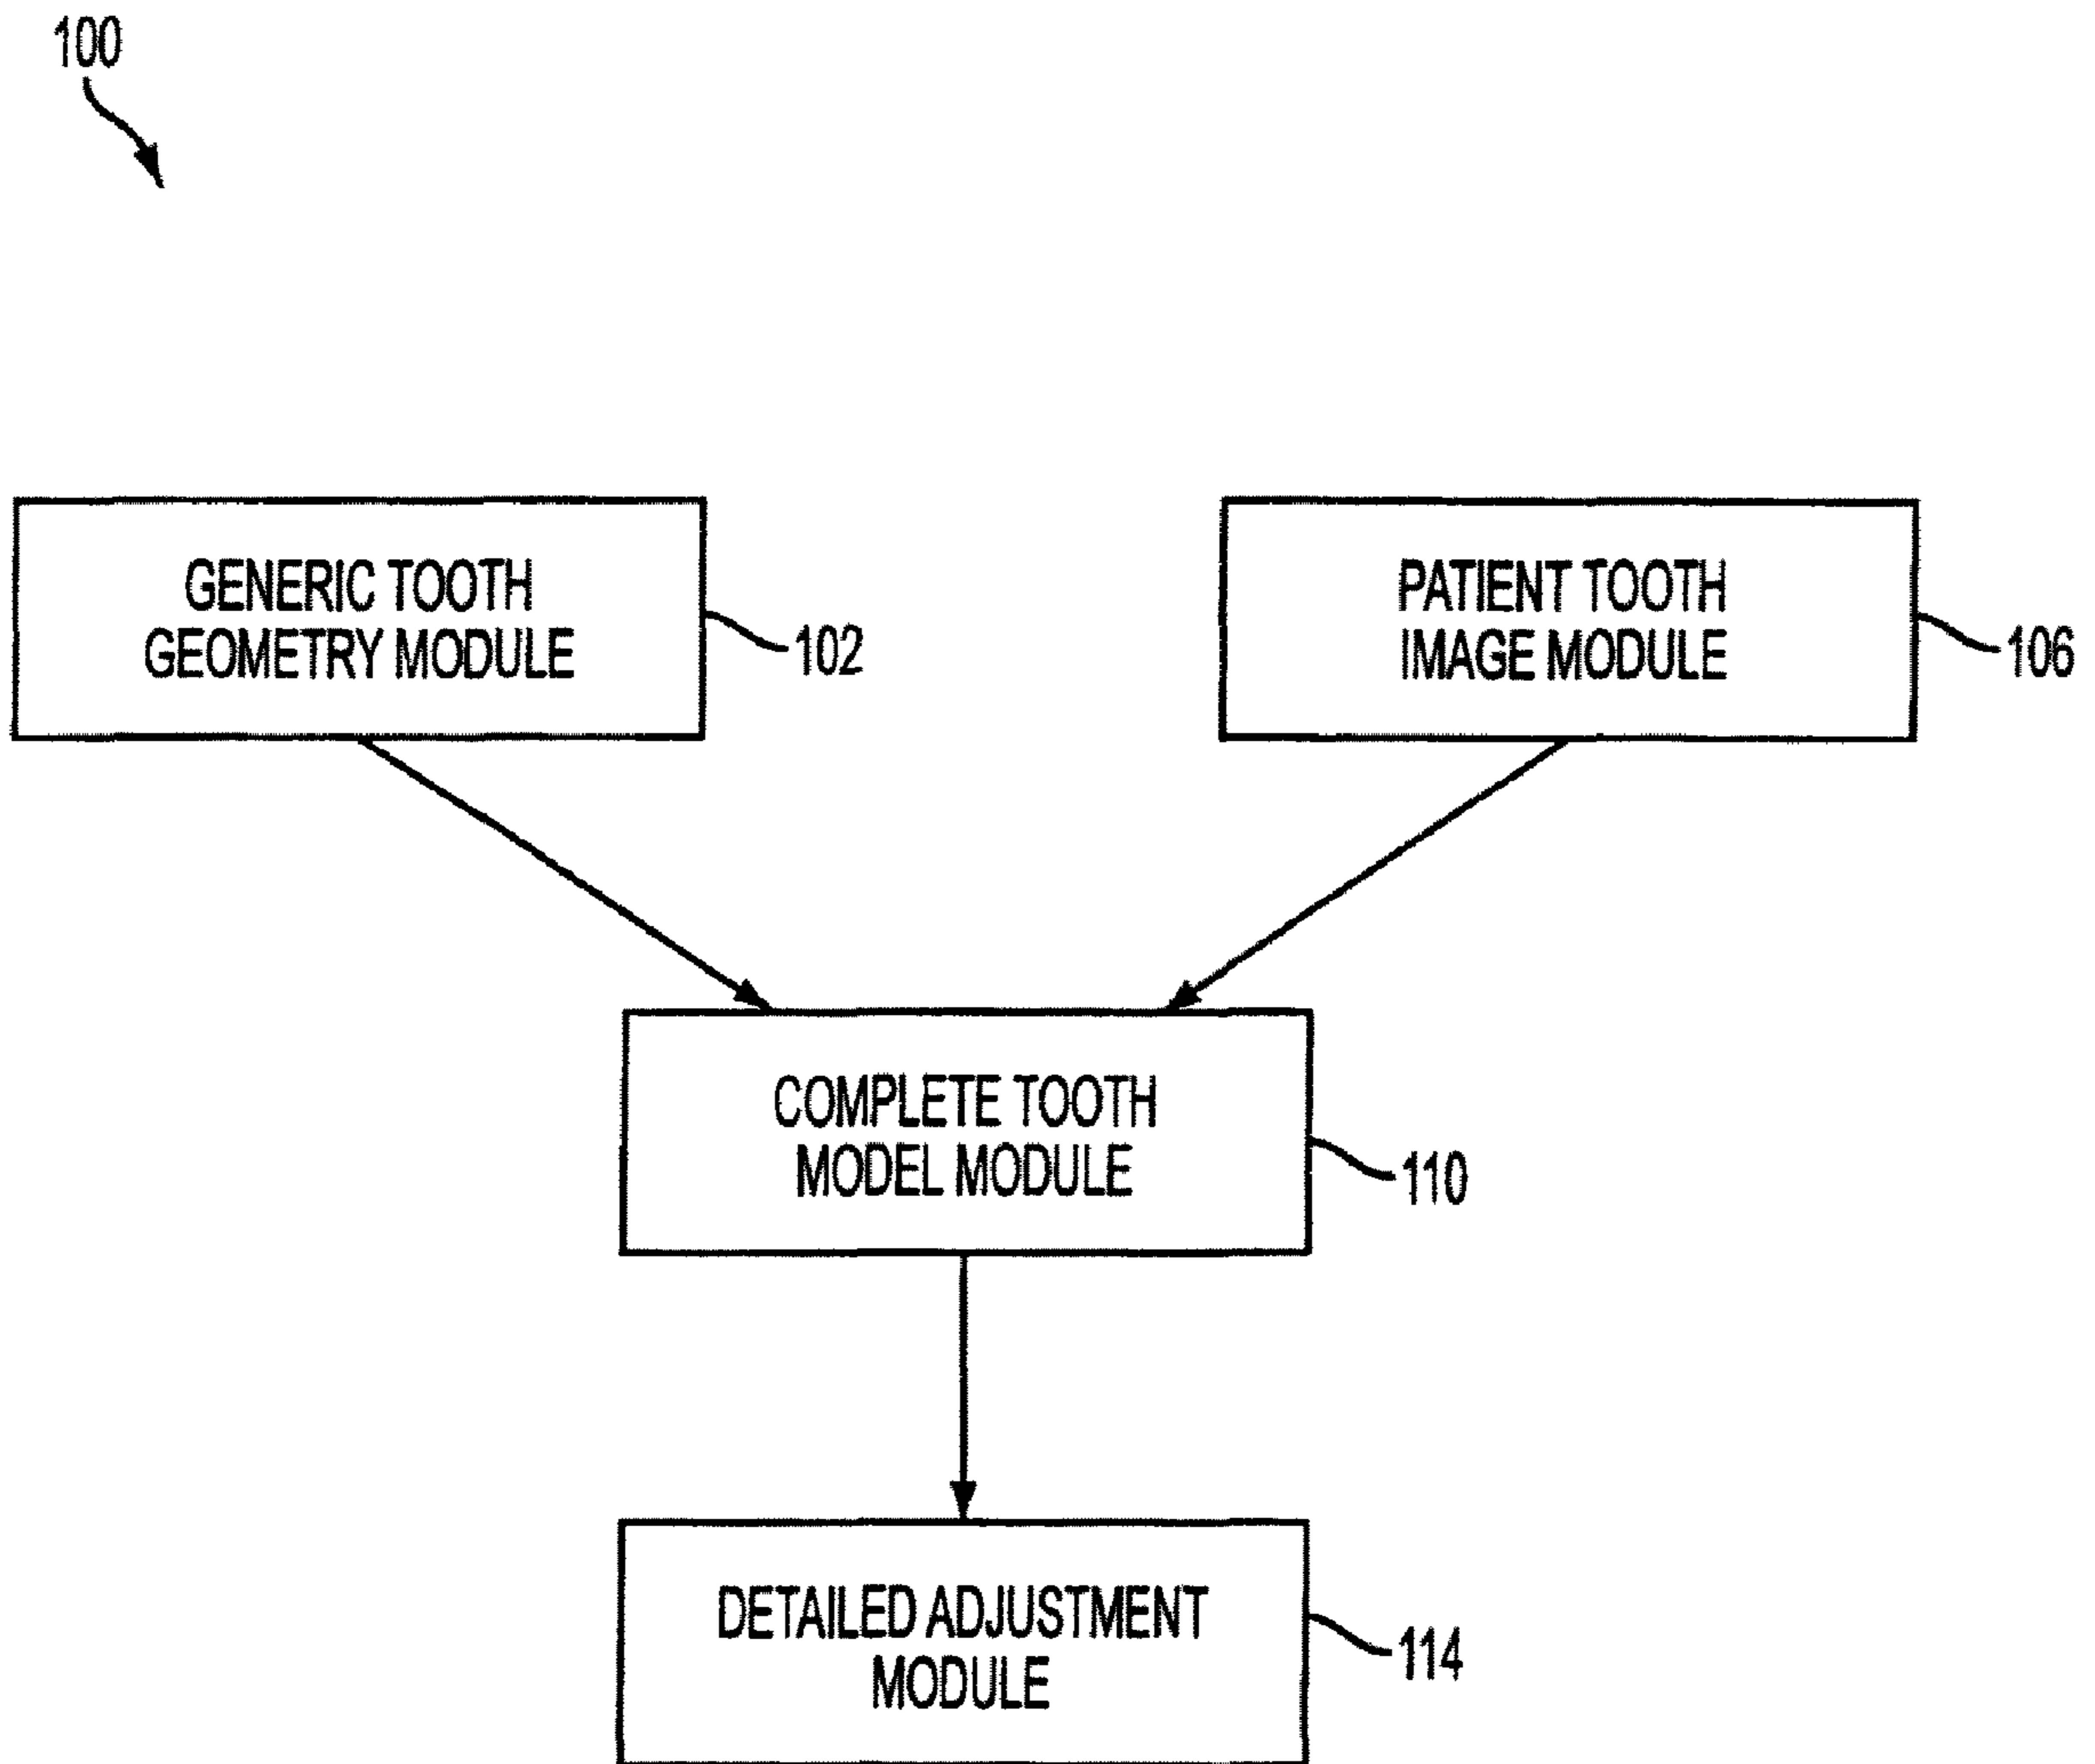 100
GENERIC TOOTH
GEOMETRY MODULE
102
PATIENT TOOTH
IMAGE MODULE
106
COMPLETE TOOTH
MODEL MODULE
110
DETAILED ADJUSTMENT
MODULE
114